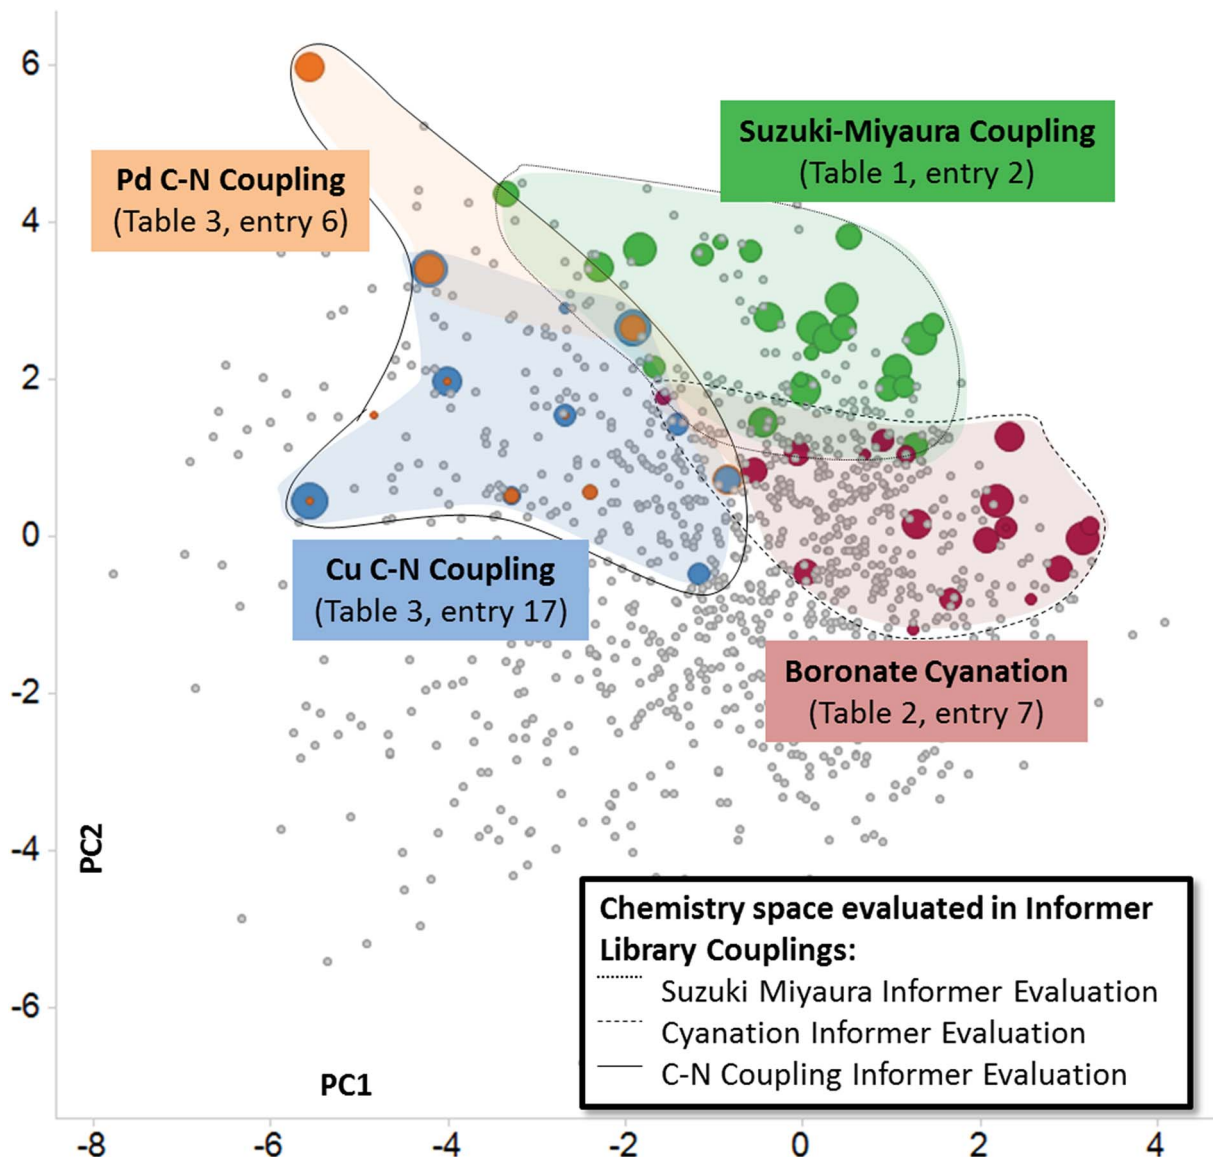 6
4
2
0
-2
-4
-6
PC2
Pd C-N Coupling
(Table 3, entry 6)
Suzuki-Miyaura Coupling
(Table 1, entry 2)
Cu C-N Coupling
(Table 3, entry 17)
Boronate Cyanation
(Table 2, entry 7)
Chemistry space evaluated in Informer
Library Couplings:
Suzuki Miyaura Informer Evaluation
Cyanation Informer Evaluation
C-N Coupling Informer Evaluation
PC1
-8
-6
-4
-2
0
2
4